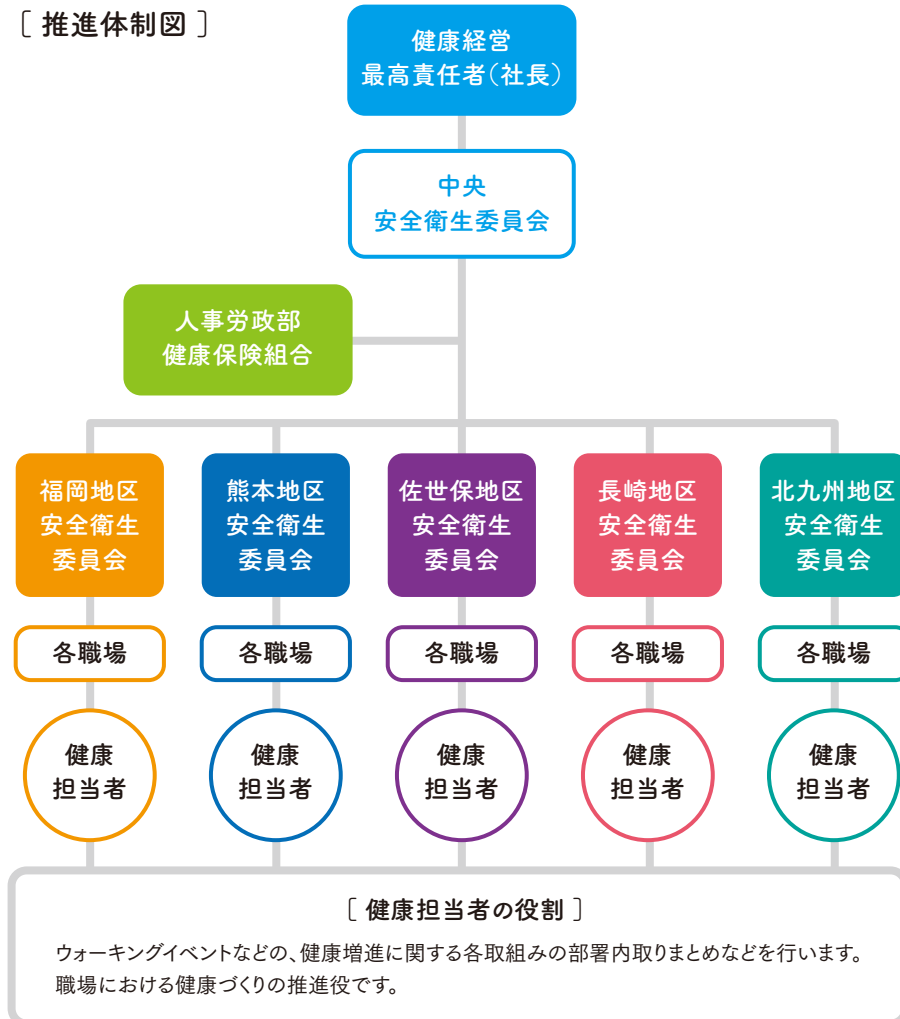 ［ 推進体制図 ］
健康経営
最高責任者（社長）
中央
安全衛生委員会
人事労政部
健康保険組合
福岡地区
安全衛生
委員会
熊本地区
安全衛生
委員会
佐世保地区
安全衛生
委員会
長崎地区
安全衛生
委員会
北九州地区
安全衛生
委員会
各職場
各職場
各職場
各職場
各職場
健康
担当者
健康
担当者
健康
担当者
健康
担当者
健康
担当者
［ 健康担当者の役割 ］
ウォーキングイベントなどの、健康増進に関する各取組みの部署内取りまとめなどを行います。
職場における健康づくりの推進役です。